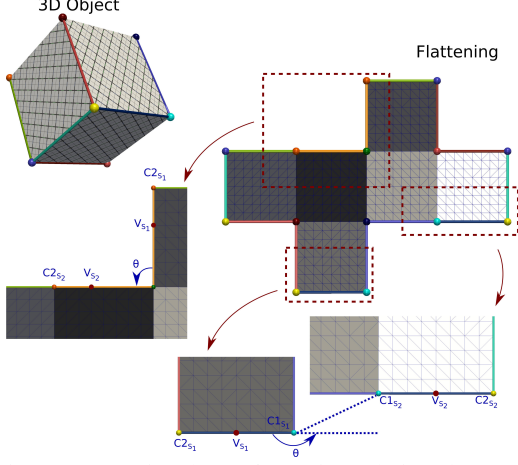 3D Object
Flattening
C2s₁
Vs₁
θ
C2s₂
Vs₂
C1s₁
C2s₁
Vs₁
θ
C1s₂
Vs₂
C2s₂